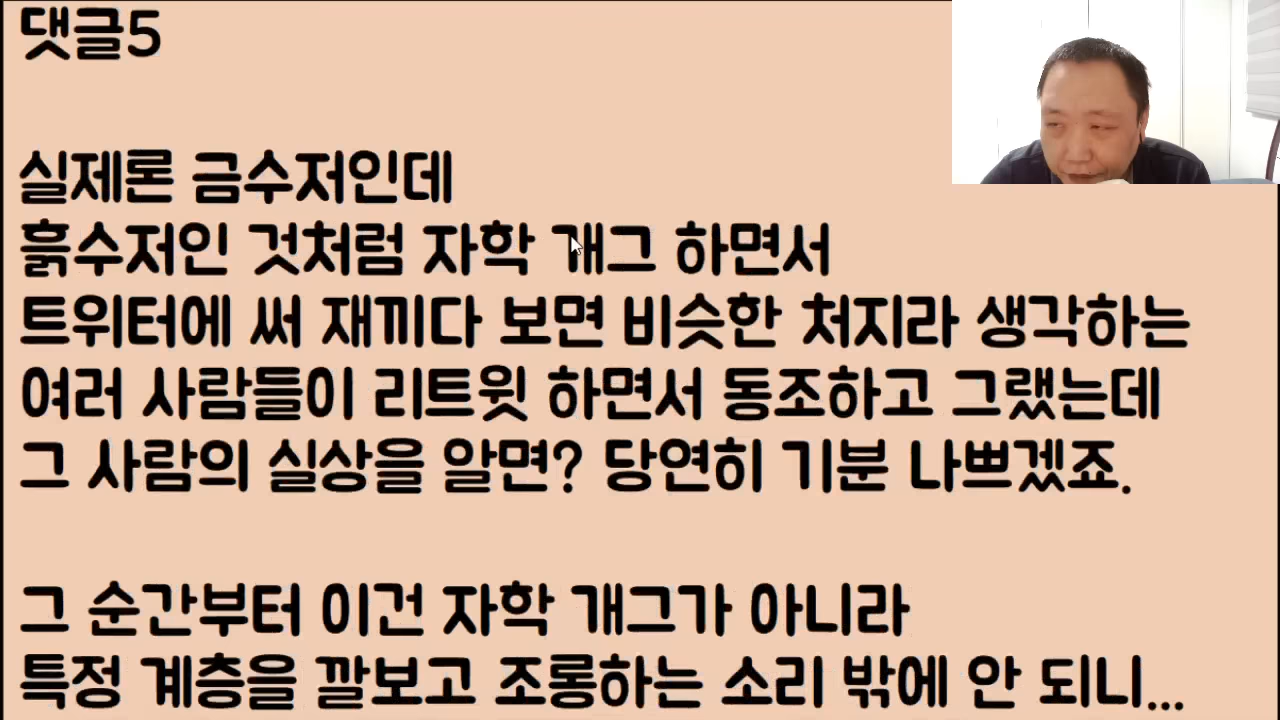 댓글5
실제론 금수저인데
흙수저인 것처럼 자학 개그 하면서
트위터에 써 재끼다 보면 비슷한 처지라 생각하는
여러 사람들이 리트윗 하면서 동조하고 그랬는데
그 사람의 실상을 알면? 당연히 기분 나쁘겠죠.
그 순간부터 이건 자학 개그가 아니라
특정 계층을 깔보고 조롱하는 소리 밖에 안 되니...